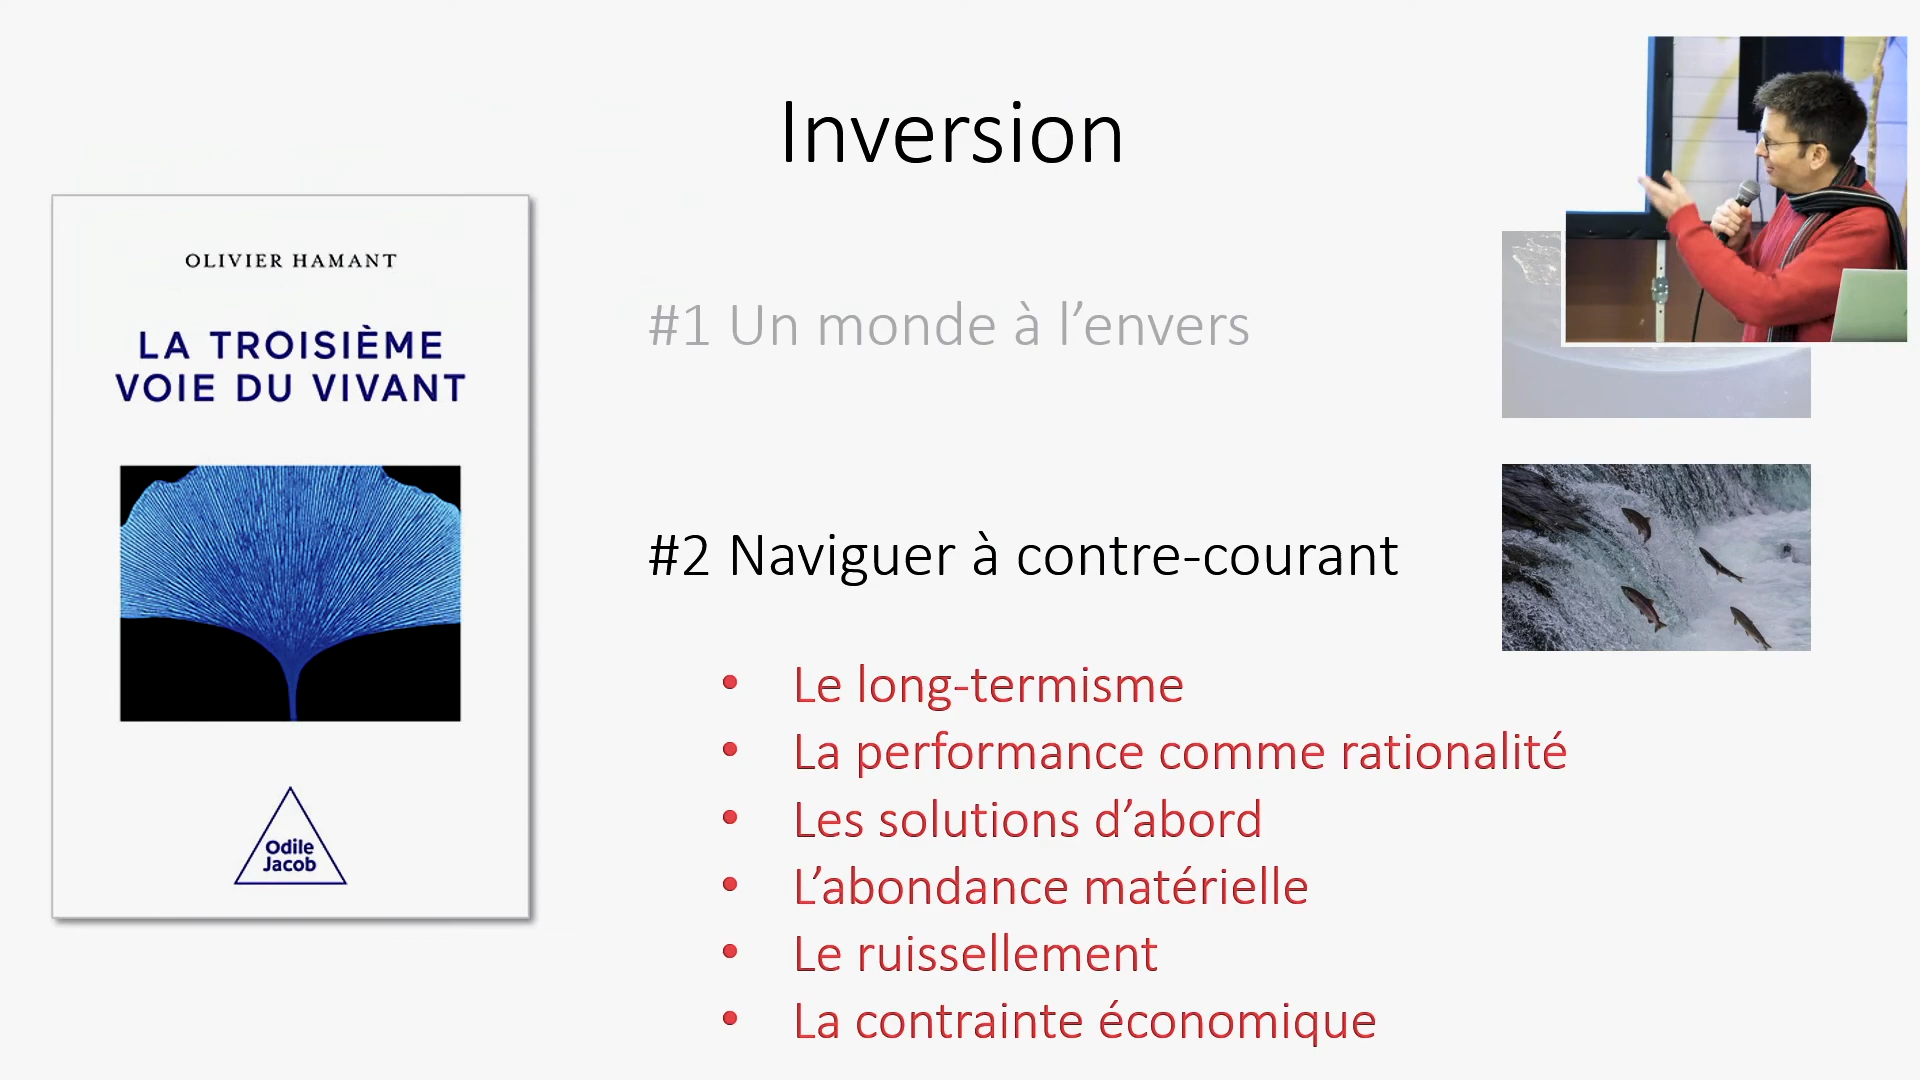 Inversion
OLIVIER HAMANT
LA TROISIÈME
VOIE DU VIVANT
Odile
Jacob
#1 Un monde à l’envers
#2 Naviguer à contre-courant
• Le long-termisme
• La performance comme rationalité
• Les solutions d’abord
• L’abondance matérielle
• Le ruissellement
• La contrainte économique